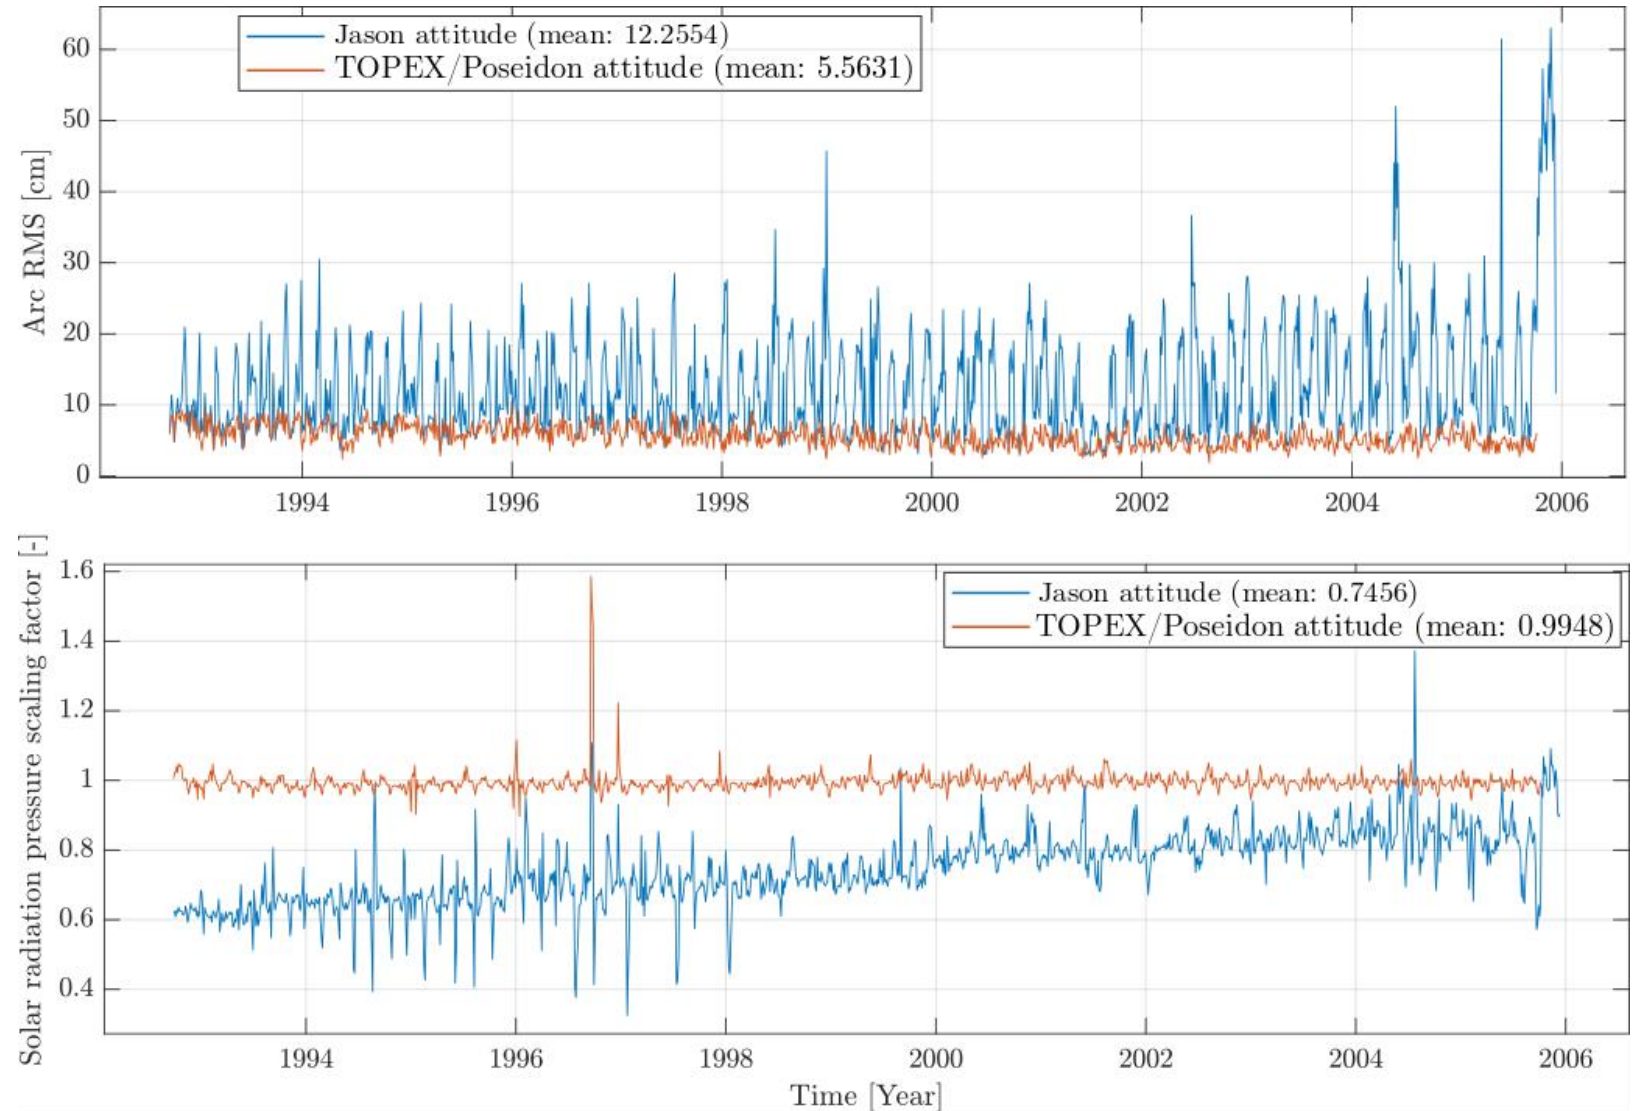 Jason attitude (mean: 12.2554)
TOPEX/Poseidon attitude (mean: 5.5631)
60
50
40
30
20
10
0
Arc RMS [cm]
1994 1996 1998 2000 2002 2004 2006
Jason attitude (mean: 0.7456)
TOPEX/Poseidon attitude (mean: 0.9948)
1.6
1.4
1.2
1
0.8
0.6
0.4
Solar radiation pressure scaling factor [-]
1994 1996 1998 2000 2002 2004 2006
Time [Year]